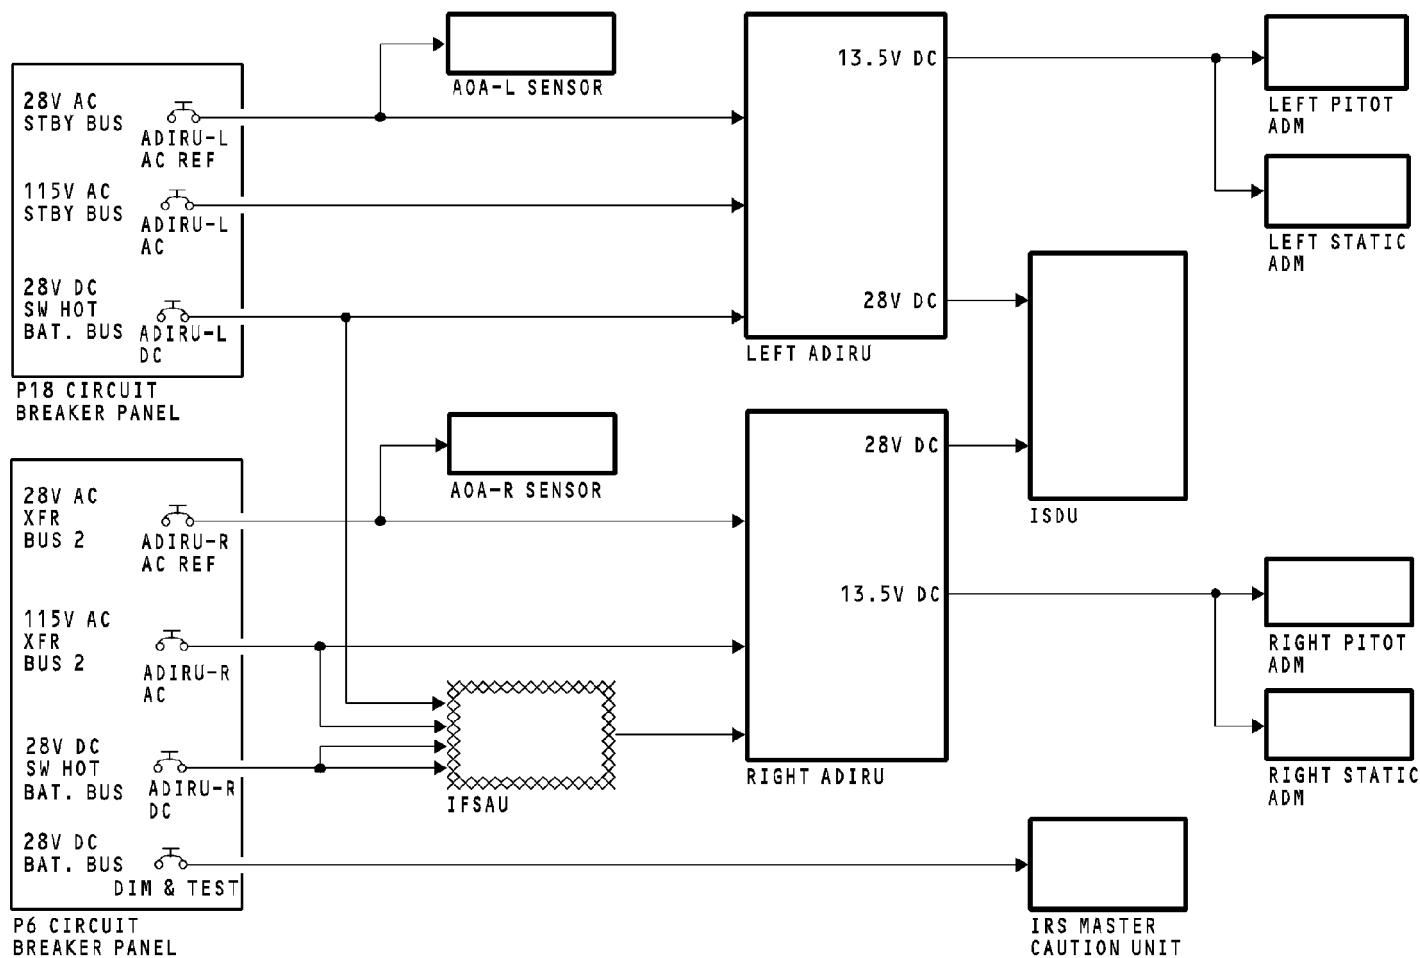 28V AC
STBY BUS
ADIRU-L
AC REF
115V AC
STBY BUS
ADIRU-L
AC
28V DC
SW HOT
BAT. BUS
ADIRU-L
DC
P18 CIRCUIT
BREAKER PANEL
AOA-L SENSOR
13.5V DC
28V DC
LEFT ADIRU
LEFT PITOT
ADM
LEFT STATIC
ADM
ISDU
28V AC
XFR
BUS 2
ADIRU-R
AC REF
115V AC
XFR
BUS 2
ADIRU-R
AC
28V DC
SW HOT
BAT. BUS
ADIRU-R
DC
28V DC
BAT. BUS
DIM & TEST
P6 CIRCUIT
BREAKER PANEL
AOA-R SENSOR
IFSAU
28V DC
13.5V DC
RIGHT ADIRU
RIGHT PITOT
ADM
RIGHT STATIC
ADM
IRS MASTER
CAUTION UNIT